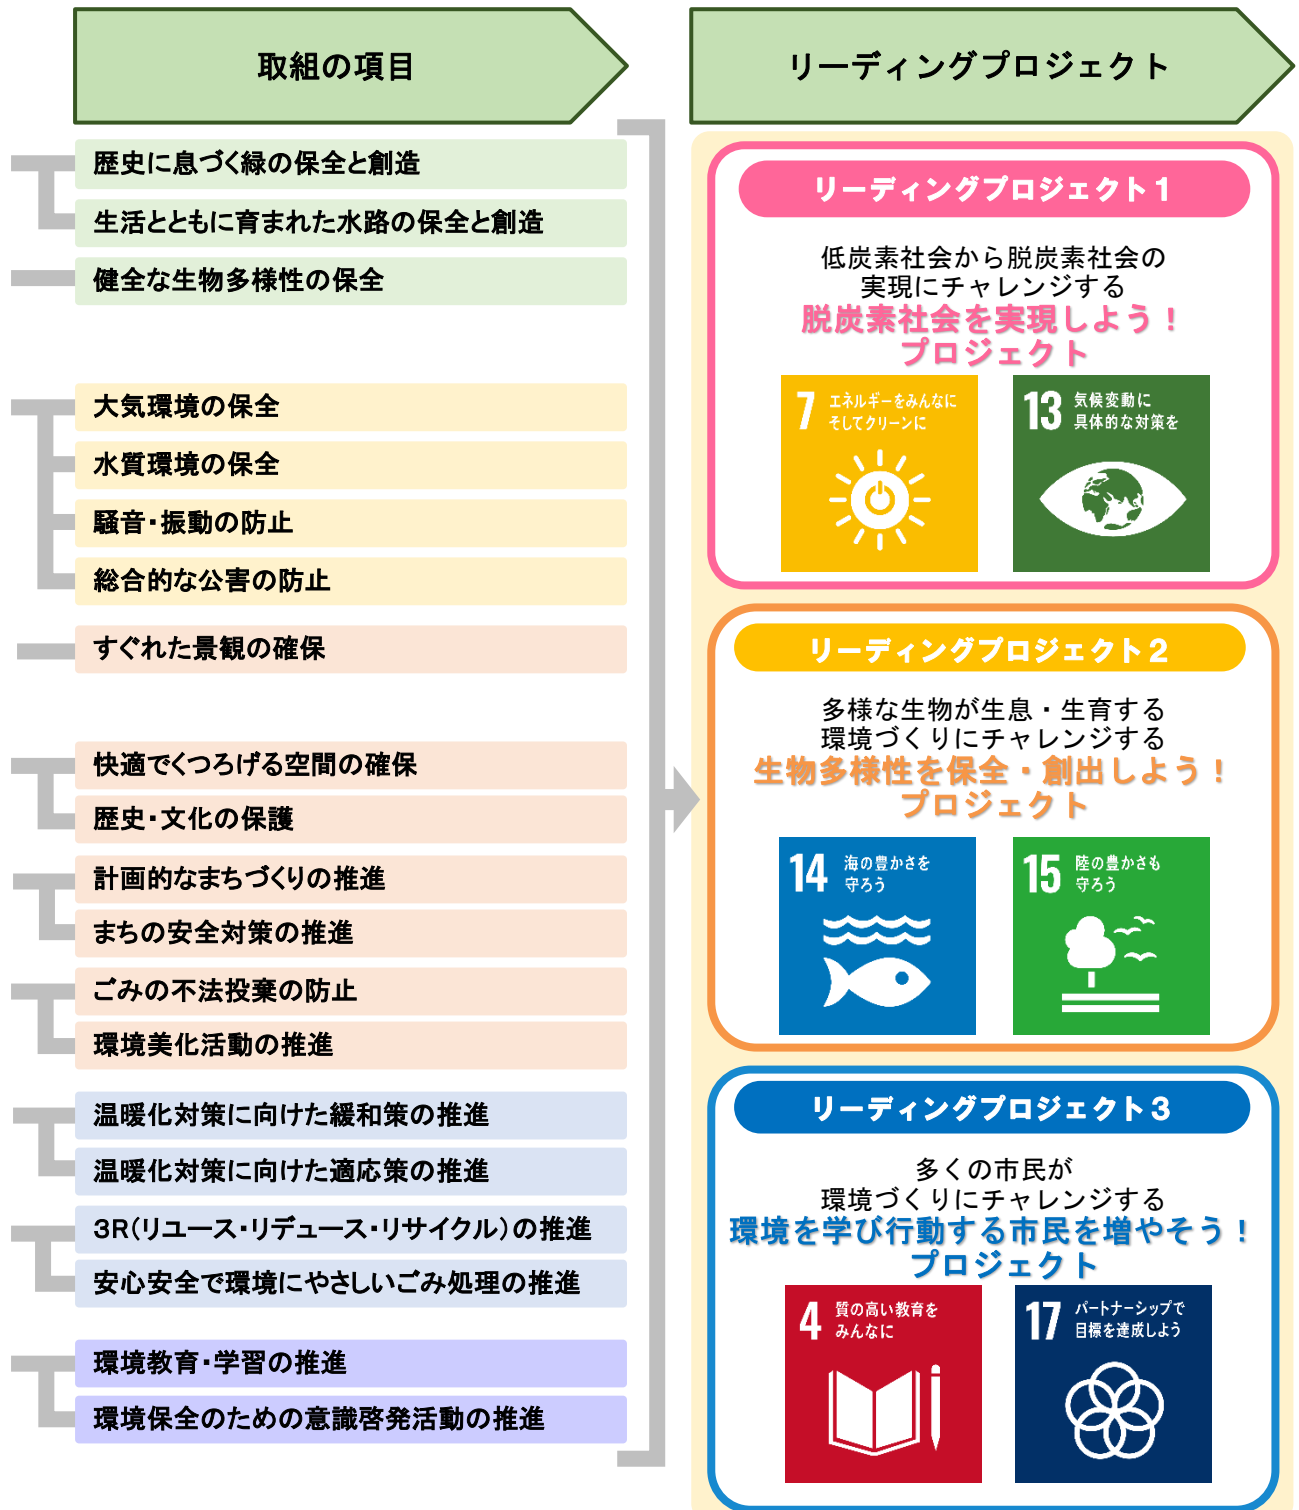 取組の項目
歴史に息づく緑の保全と創造
生活とともに育まれた水路の保全と創造
健全な生物多様性の保全
大気環境の保全
水質環境の保全
騒音・振動の防止
総合的な公害の防止
すぐれた景観の確保
快適でくつろげる空間の確保
歴史・文化の保護
計画的なまちづくりの推進
まちの安全対策の推進
ごみの不法投棄の防止
環境美化活動の推進
温暖化対策に向けた緩和策の推進
温暖化対策に向けた適応策の推進
3R(リユース・リデュース・リサイクル)の推進
安心安全で環境にやさしいごみ処理の推進
環境教育・学習の推進
環境保全のための意識啓発活動の推進
リーディングプロジェクト
リーディングプロジェクト1
低炭素社会から脱炭素社会の
実現にチャレンジする
脱炭素社会を実現しよう！
プロジェクト
7 エネルギーをみんなに
そしてクリーンに
13 気候変動に
具体的な対策を
リーディングプロジェクト2
多様な生物が生息・生育する
環境づくりにチャレンジする
生物多様性を保全・創出しよう！
プロジェクト
14 海の豊かさを
守ろう
15 陸の豊かさも
守ろう
リーディングプロジェクト3
多くの市民が
環境づくりにチャレンジする
環境を学び行動する市民を増やそう！
プロジェクト
4 質の高い教育を
みんなに
17 パートナーシップで
目標を達成しよう